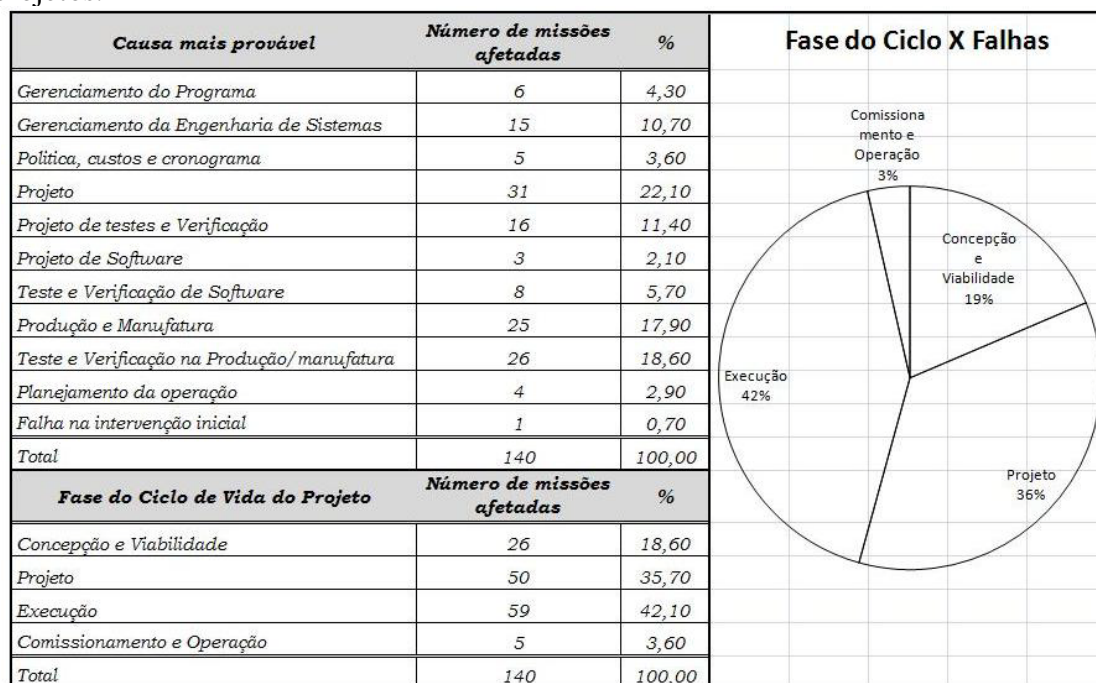 Causa mais provável Número de missões afetadas %
Gerenciamento do Programa 6 4,30
Gerenciamento da Engenharia de Sistemas 15 10,70
Politica, custos e cronograma 5 3,60
Projeto 31 22,10
Projeto de testes e Verificação 16 11,40
Projeto de Software 3 2,10
Teste e Verificação de Software 8 5,70
Produção e Manufatura 25 17,90
Teste e Verificação na Produção/manufatura 26 18,60
Planejamento da operação 4 2,90
Falha na intervenção inicial 1 0,70
Total 140 100,00
Fase do Ciclo de Vida do Projeto Número de missões afetadas %
Concepção e Viabilidade 26 18,60
Projeto 50 35,70
Execução 59 42,10
Comissionamento e Operação 5 3,60
Total 140 100,00
Fase do Ciclo X Falhas
Comissiona
mento e
Operação
3%
Concepção
e
Viabilidade
19%
Execução
42%
Projeto
36%